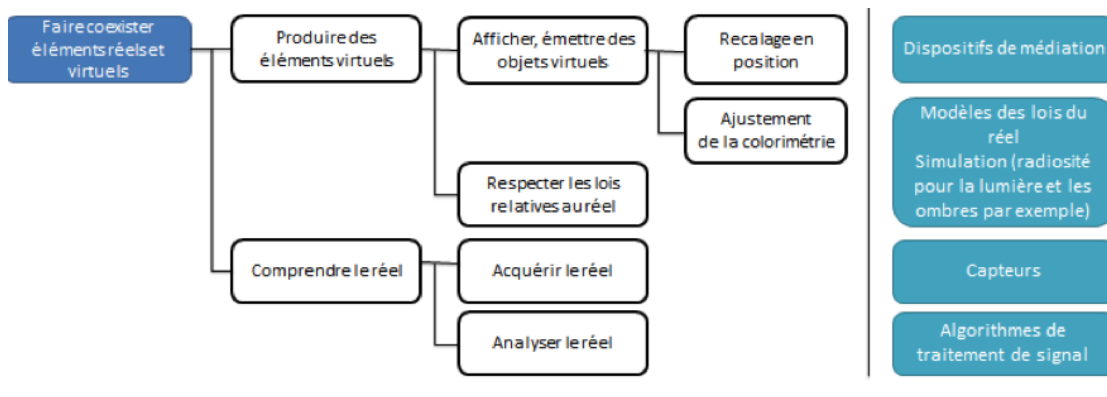 Faire coexister
éléments réels et
virtuels
Produire des
éléments virtuels
Afficher, émettre des
objets virtuels
Recalage en
position
Ajustement
de la colorimétrie
Respecter les lois
relatives au réel
Comprendre le réel
Acquérir le réel
Analyser le réel
Dispositifs de médiation
Modèles des lois du
réel
Simulation (radiosité
pour la lumière et les
ombres par exemple)
Capteurs
Algorithmes de
traitement de signal